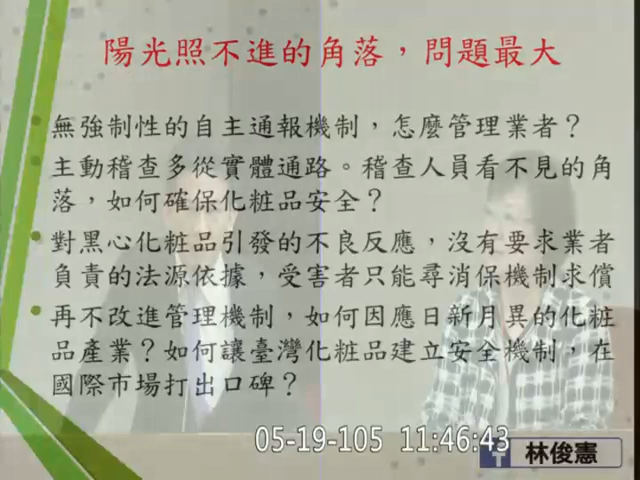 陽光照不進的角落，問題最大
無強制性的自主通報機制，怎麼管理業者？
主動稽查多從實體通路。稽查人員看不見的角
落，如何確保化粧品安全？
對黑心化粧品引發的不良反應，沒有要求業者
負責的法源依據，受害者只能尋消保機制求償
再不改進管理機制，如何因應日新月異的化粧
品產業？如何讓臺灣化粧品建立安全機制，在
國際市場打出口碑？
05-19-105 11:46:43
林俊憲